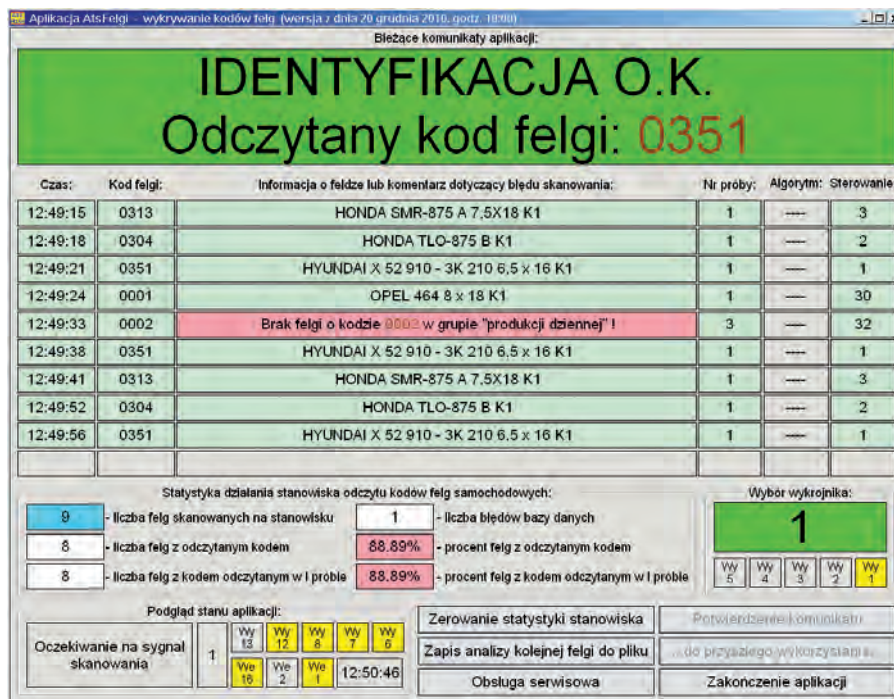 Aplikacja AtsFelgi - wykrywanie kodów felg (wersja z dnia 20 grudnia 2010, godz. 10:00)
Bieżące komunikaty aplikacji:
IDENTYFIKACJA O.K.
Odczytany kod felgi: 0351
Czas: Kod felgi: Informacja o feldze lub komentarz dotyczący błędu skanowania: Nr próby: Algorytm: Sterowanie
12:49:15 0313 HONDA SMR-875 A 7,5X18 K1 1 ---- 3
12:49:18 0304 HONDA TLO-875 B K1 1 ---- 2
12:49:21 0351 HYUNDAI X 52 910 - 3K 210 6,5 x 16 K1 1 ---- 1
12:49:24 0001 OPEL 464 8 x 18 K1 1 ---- 30
12:49:33 0002 Brak felgi o kodzie 0002 w grupie "produkcji dziennej" ! 3 ---- 32
12:49:38 0351 HYUNDAI X 52 910 - 3K 210 6,5 x 16 K1 1 ---- 1
12:49:41 0313 HONDA SMR-875 A 7,5X18 K1 1 ---- 3
12:49:52 0304 HONDA TLO-875 B K1 1 ---- 2
12:49:56 0351 HYUNDAI X 52 910 - 3K 210 6,5 x 16 K1 1 ---- 1
Statystyka działania stanowiska odczytu kodów felg samochodowych:
9 - liczba felg skanowanych na stanowisku 1 - liczba błędów bazy danych
8 - liczba felg z odczytanym kodem 88.89% - procent felg z odczytanym kodem
8 - liczba felg z kodem odczytanym w I probie 88.89% - procent felg z kodem odczytanym w I probie
Wybór wykrojnika:
1
Wy 5 Wy 4 Wy 3 Wy 2 Wy 1
Podgląd stanu aplikacji:
Oczekiwanie na sygnal skanowania
1
Wy 13 Wy 12 Wy 8 Wy 7 Wy 6
We 16 We 2 We 1 12:50:46
Zerowanie statystyki stanowiska Potwierdzenie komunikatu
Zapis analizy kolejnej felgi do pliku ...do przyszlego wykorzystania...
Obsługa serwisowa Zakończenie aplikacji